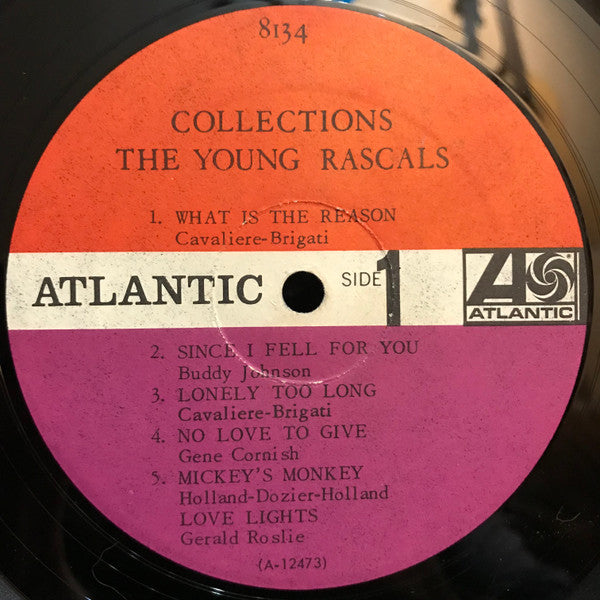 8134
COLLECTIONS
THE YOUNG RASCALS
1. WHAT IS THE REASON
Cavaliere-Brigati
ATLANTIC
SIDE 1
ATLANTIC
2. SINCE I FELL FOR YOU
Buddy Johnson
3. LONELY TOO LONG
Cavaliere-Brigati
4. NO LOVE TO GIVE
Gene Cornish
5. MICKEY'S MONKEY
Holland-Dozier-Holland
LOVE LIGHTS
Gerald Roslie
(A-12473)